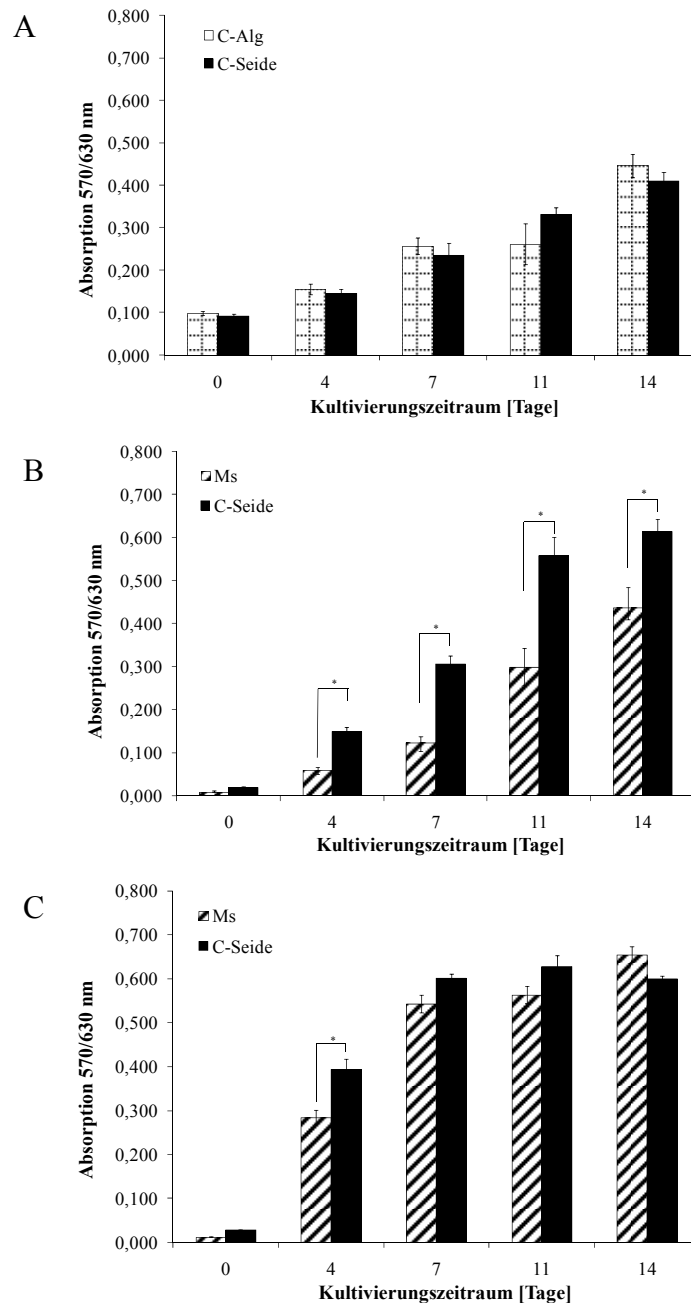 A
C-Alg
C-Seide
Absorption 570/630 nm
0,800
0,700
0,600
0,500
0,400
0,300
0,200
0,100
0,000
0 4 7 11 14
Kultivierungszeitraum [Tage]
B
Ms
C-Seide
Absorption 570/630 nm
0,800
0,700
0,600
0,500
0,400
0,300
0,200
0,100
0,000
* * * *
0 4 7 11 14
Kultivierungszeitraum [Tage]
C
Ms
C-Seide
Absorption 570/630 nm
0,800
0,700
0,600
0,500
0,400
0,300
0,200
0,100
0,000
*
0 4 7 11 14
Kultivierungszeitraum [Tage]